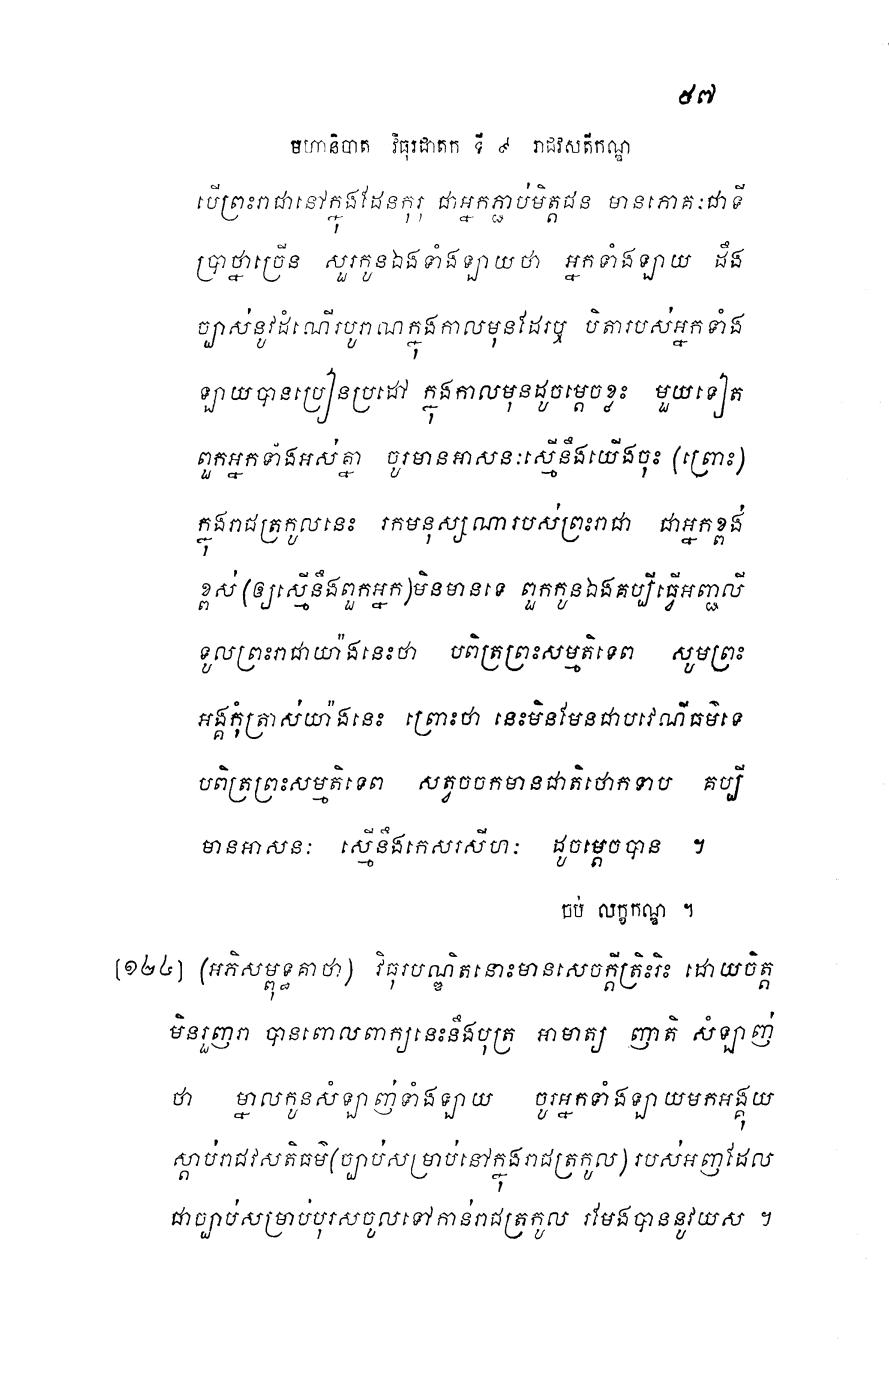 ៩៧
មហានិបាត វិធុរជាតក ទី ៩ រាជវសតីកណ្ឌ
បើព្រះរាជានៅក្នុងដែនកុរុ ជាអ្នកភ្ជាប់មិត្តជន មានភោគៈជាទី
ប្រាថ្នាច្រើន សួរកូនឯងទាំងឡាយថា អ្នកទាំងឡាយ ដឹង
ច្បាស់នូវដំណើរបូរាណក្នុងកាលមុនដែរឬ បិតារបស់អ្នកទាំង
ឡាយបានប្រៀនប្រដៅ ក្នុងកាលមុនដូចម្តេចខ្លះ មួយទៀត
ពួកអ្នកទាំងអស់គ្នា ចូរមានអាសនៈស្មើនឹងយើងចុះ (ព្រោះ)
ក្នុងរាជត្រកូលនេះ រកមនុស្សណារបស់ព្រះរាជា ជាអ្នកខ្ពង់
ខ្ពស់ (ឲ្យស្មើនឹងពួកអ្នក) មិនមានទេ ពួកកូនឯងគប្បីធ្វើអញ្ជលី
ទូលព្រះរាជាយ៉ាងនេះថា បពិត្រព្រះសម្មតិទេព សូមព្រះ
អង្គកុំត្រាស់យ៉ាងនេះ ព្រោះថា នេះមិនមែនជាបវេណីធម៌ទេ
បពិត្រព្រះសម្មតិទេព សត្វចចកមានជាតិថោកទាប គប្បី
មានអាសនៈ ស្មើនឹងកេសរសីហៈ ដូចម្តេចបាន ។
ចប់ លក្ខកណ្ឌ ។
[១២៤] (អភិសម្ពុទ្ធគាថា) វិធុរបណ្ឌិតនោះមានសេចក្តីត្រិះរិះ ដោយចិត្ត
មិនរួញរា បានពោលពាក្យនេះនឹងបុត្រ អាមាត្យ ញាតិ សំឡាញ់
ថា ម្នាលកូនសំឡាញ់ទាំងឡាយ ចូរអ្នកទាំងឡាយមកអង្គុយ
ស្តាប់រាជវសតិធម៌ (ច្បាប់សម្រាប់នៅក្នុងរាជត្រកូល) របស់អញដែល
ជាច្បាប់សម្រាប់បុរសចូលទៅកាន់រាជត្រកូល រមែងបាននូវយស ។